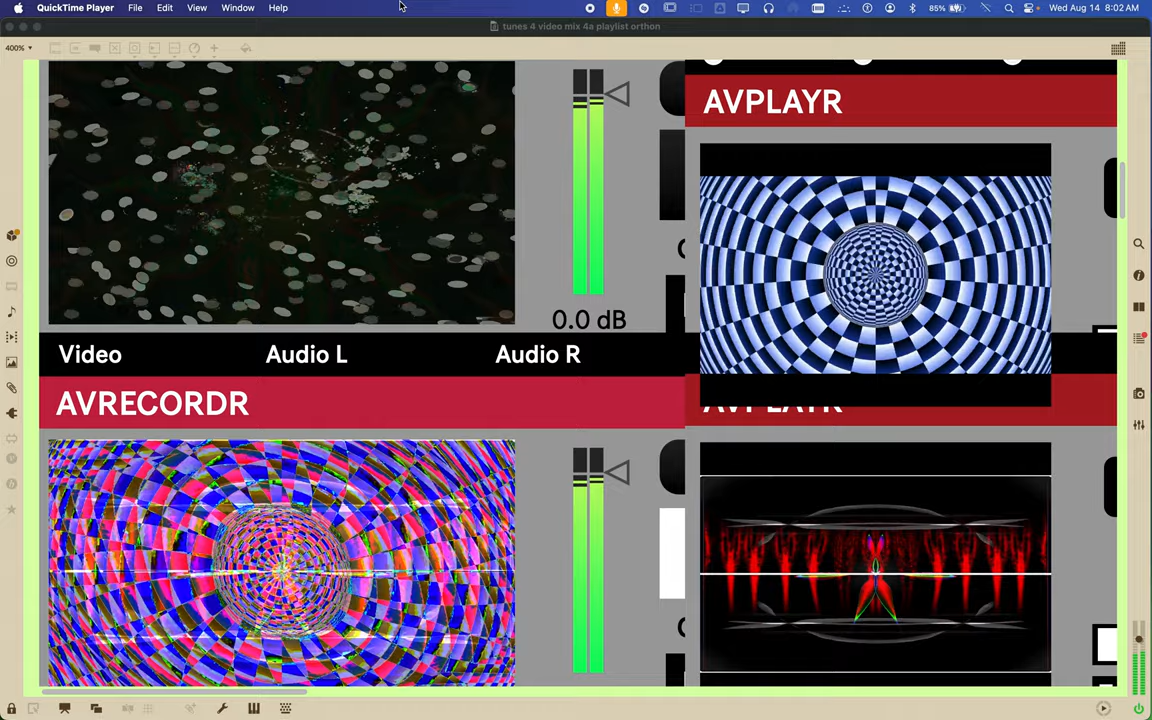 QuickTime Player File Edit View Window Help 85% Wed Aug 14 8:02 AM
tunes 4 video mix 4a playlist orthon
400%
AVPLAYR
0.0 dB
Video Audio L Audio R
AVRECORDR
AVPLAYR